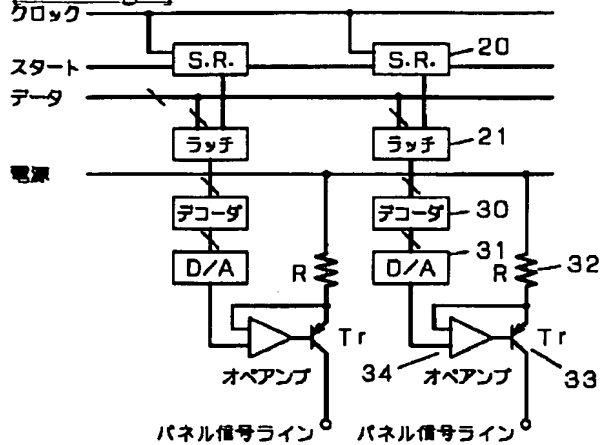 クロック
S.R.
S.R.
20
スタート
データ
ラッチ
ラッチ
21
電源
デコーダ
デコーダ
30
D/A
R
D/A
31
R
32
Tr
Tr
オペアンプ
34
オペアンプ
33
パネル信号ライン
パネル信号ライン